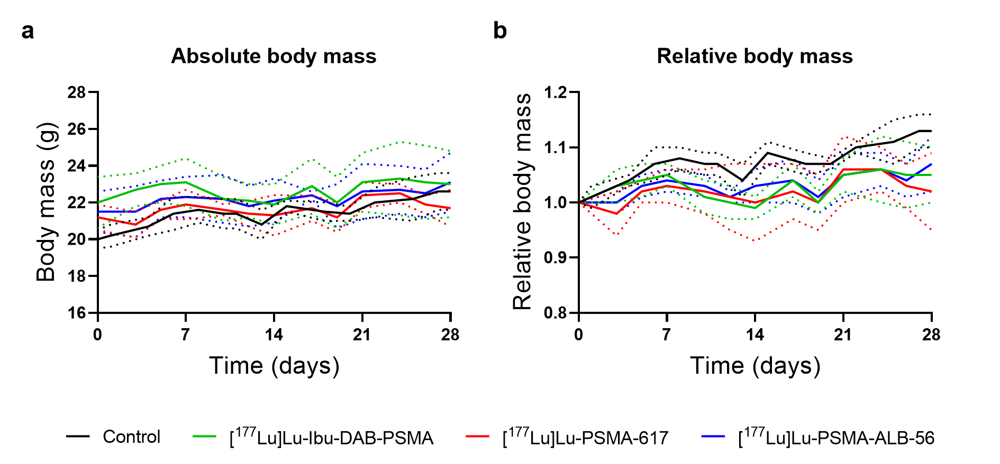 a
Absolute body mass
Body mass (g)
28
26
24
22
20
18
16
0 7 14 21 28
Time (days)
b
Relative body mass
Relative body mass
1.2
1.1
1.0
0.9
0.8
0 7 14 21 28
Time (days)
Control [177Lu]Lu-Ibu-DAB-PSMA [177Lu]Lu-PSMA-617 [177Lu]Lu-PSMA-ALB-56